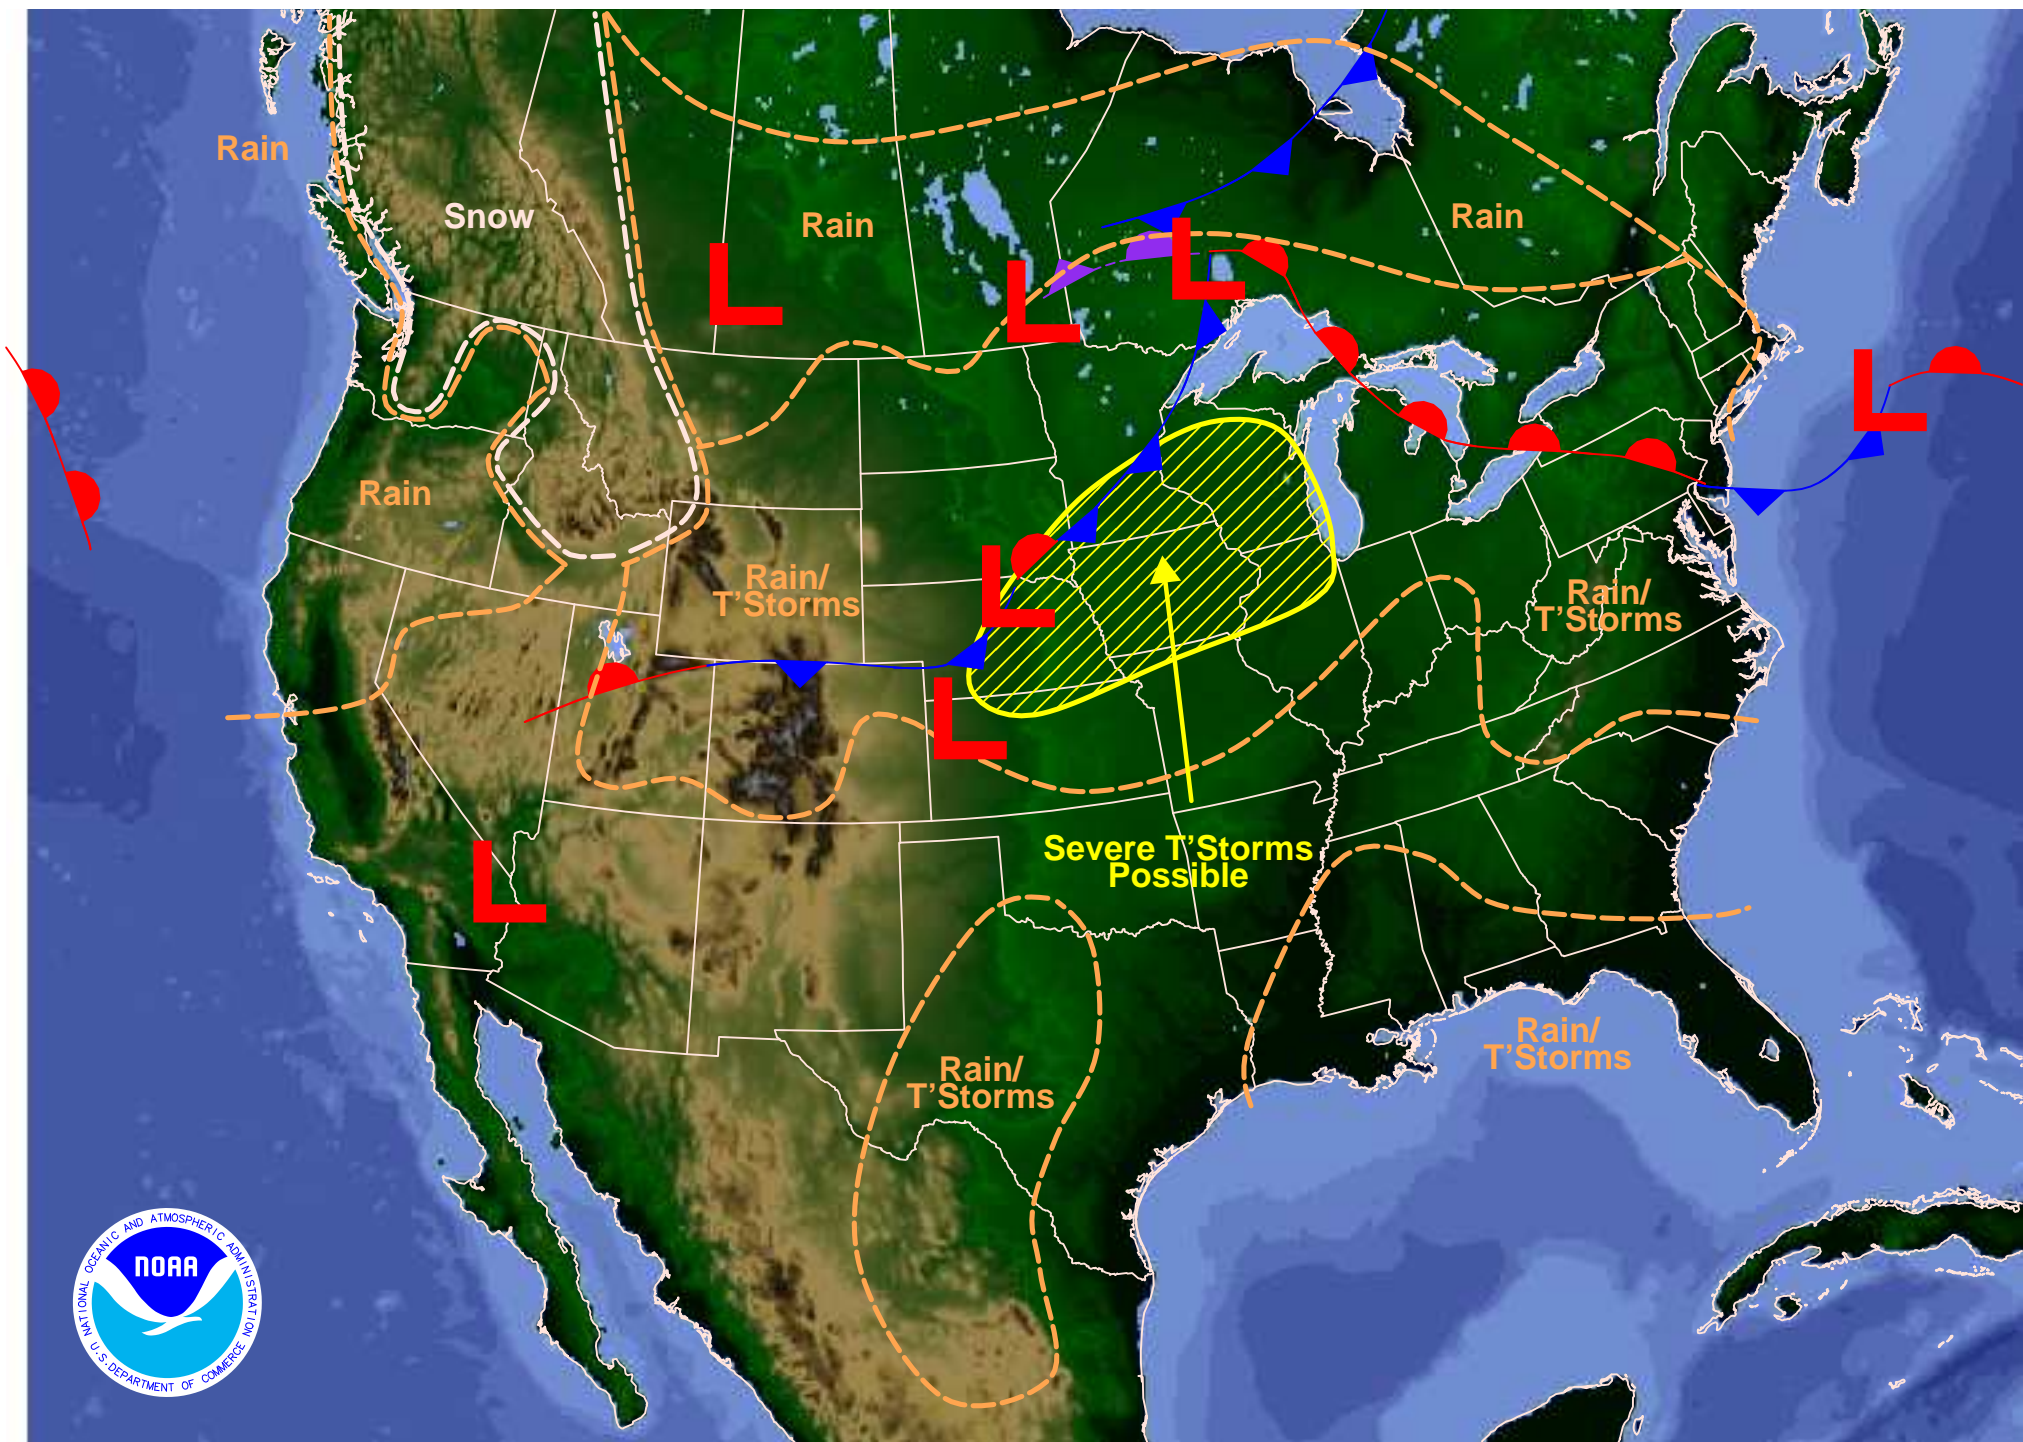 Rain
Snow
Rain
Rain
L
L
L
L
Rain
Rain/
T'Storms
L
Rain/
T'Storms
L
Severe T'Storms
Possible
L
Rain/
T'Storms
Rain/
T'Storms
NATIONAL OCEANIC AND ATMOSPHERIC ADMINISTRATION
NOAA
U.S. DEPARTMENT OF COMMERCE